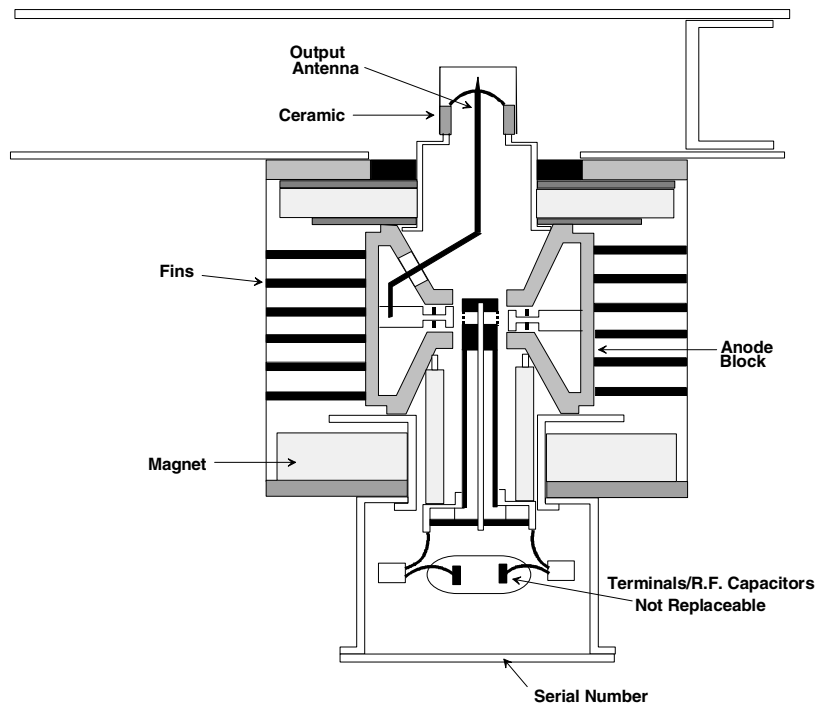 Output
Antenna
Ceramic
Fins
Anode
Block
Magnet
Terminals/R.F. Capacitors
Not Replaceable
Serial Number